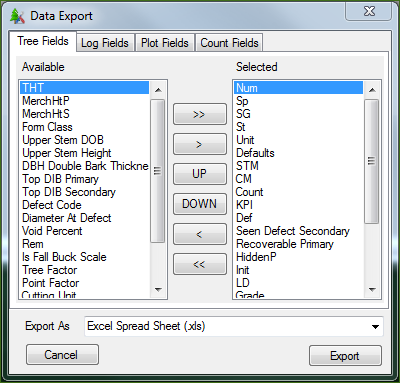 Data Export
Tree Fields Log Fields Plot Fields Count Fields
Available
THT
MerchHtP
MerchHtS
Form Class
Upper Stem DOB
Upper Stem Height
DBH Double Bark Thickne
Top DIB Primary
Top DIB Secondary
Defect Code
Diameter At Defect
Void Percent
Rem
Is Fall Buck Scale
Tree Factor
Point Factor
Cutting Unit
>>
>
UP
DOWN
<
<<
Selected
Num
Sp
SG
St
Unit
Defaults
STM
CM
Count
KPI
Def
Seen Defect Secondary
Recoverable Primary
HiddenP
Init
LD
Grade
Export As Excel Spread Sheet (.xls)
Cancel Export